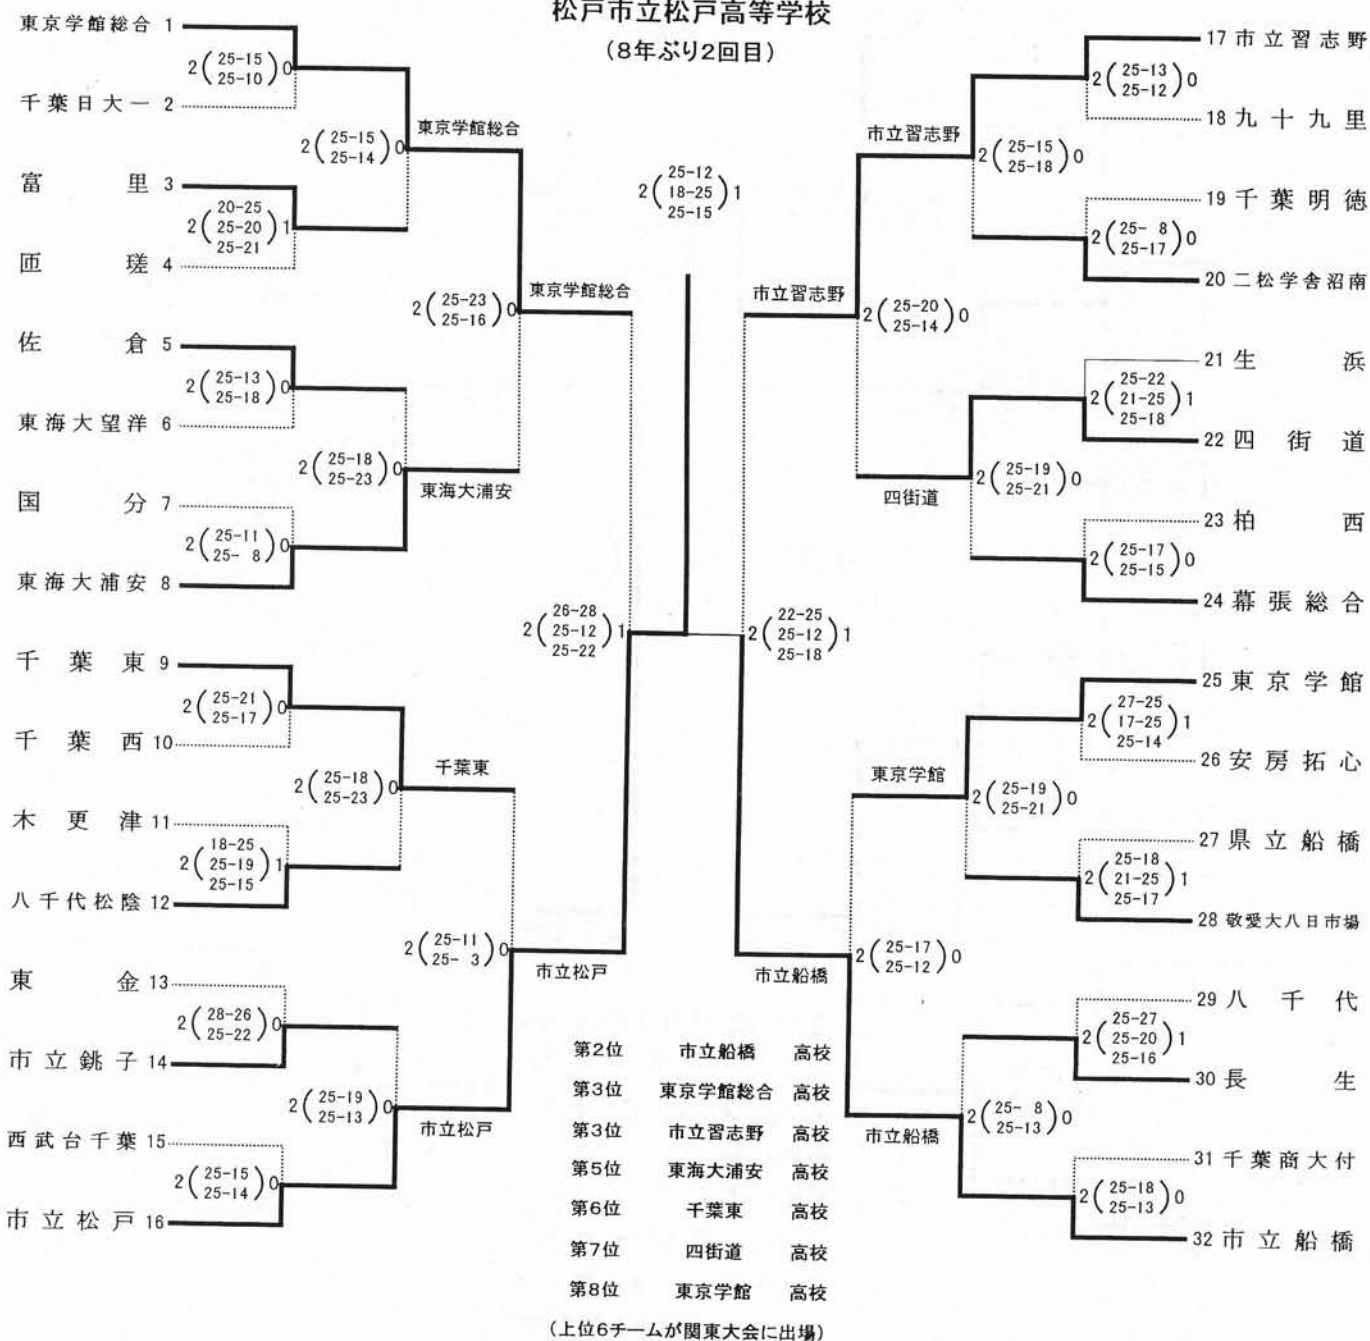 松戸市立松戸高等学校
(8年ぶり2回目)
東京学館総合 1
2(25-15 25-10)0
千葉日大一 2
2(25-15 25-14)0
東京学館総合
富里 3
2(20-25 25-20 25-21)1
匝瑳 4
2(25-23 25-16)0
東京学館総合
佐倉 5
2(25-13 25-18)0
東海大望洋 6
2(25-18 25-23)0
東海大浦安
国分 7
2(25-11 25- 8)0
東海大浦安 8
2(26-28 25-12 25-22)1
千葉東 9
2(25-21 25-17)0
千葉西 10
2(25-18 25-23)0
千葉東
木更津 11
2(18-25 25-19 25-15)1
八千代松陰 12
2(25-11 25- 3)0
市立松戸
東金 13
2(28-26 25-22)0
市立銚子 14
2(25-19 25-13)0
市立松戸
西武台千葉 15
2(25-15 25-14)0
市立松戸 16
2(25-12 18-25 25-15)1
17 市立習志野
2(25-13 25-12)0
18 九十九里
市立習志野
2(25-15 25-18)0
19 千葉明徳
2(25- 8 25-17)0
20 二松学舎沼南
市立習志野
2(25-20 25-14)0
21 生浜
2(25-22 21-25 25-18)1
22 四街道
四街道
2(25-19 25-21)0
23 柏西
2(25-17 25-15)0
24 幕張総合
2(22-25 25-12 25-18)1
25 東京学館
2(27-25 17-25 25-14)1
26 安房拓心
東京学館
2(25-19 25-21)0
27 県立船橋
2(25-18 21-25 25-17)1
28 敬愛大八日市場
市立船橋
2(25-17 25-12)0
29 八千代
2(25-27 25-20 25-16)1
30 長生
市立船橋
2(25- 8 25-13)0
31 千葉商大付
2(25-18 25-13)0
32 市立船橋
第2位 市立船橋 高校
第3位 東京学館総合 高校
第3位 市立習志野 高校
第5位 東海大浦安 高校
第6位 千葉東 高校
第7位 四街道 高校
第8位 東京学館 高校
(上位6チームが関東大会に出場)